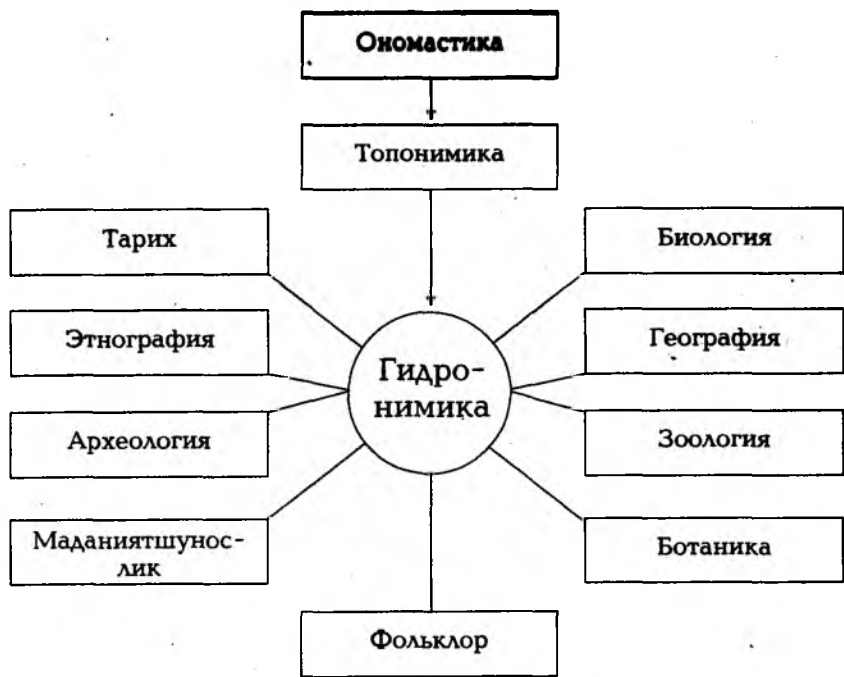 Ономастика
Топонимика
Тарих
Биология
Этнография
География
Гидро-
нимика
Археология
Зоология
Маданиятшунос-
лик
Ботаника
Фольклор